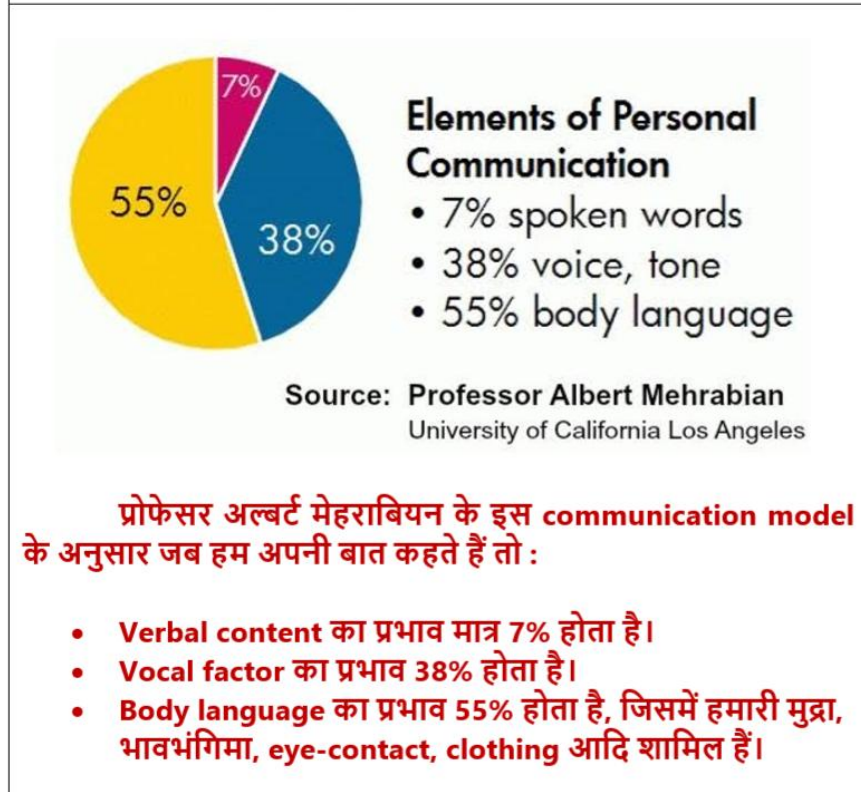 7%
55%
38%
Elements of Personal
Communication
• 7% spoken words
• 38% voice, tone
• 55% body language
Source: Professor Albert Mehrabian
University of California Los Angeles
प्रोफेसर अल्बर्ट मेहराबियन के इस communication model
के अनुसार जब हम अपनी बात कहते हैं तो :
• Verbal content का प्रभाव मात्र 7% होता है।
• Vocal factor का प्रभाव 38% होता है।
• Body language का प्रभाव 55% होता है, जिसमें हमारी मुद्रा,
भावभंगिमा, eye-contact, clothing आदि शामिल हैं।